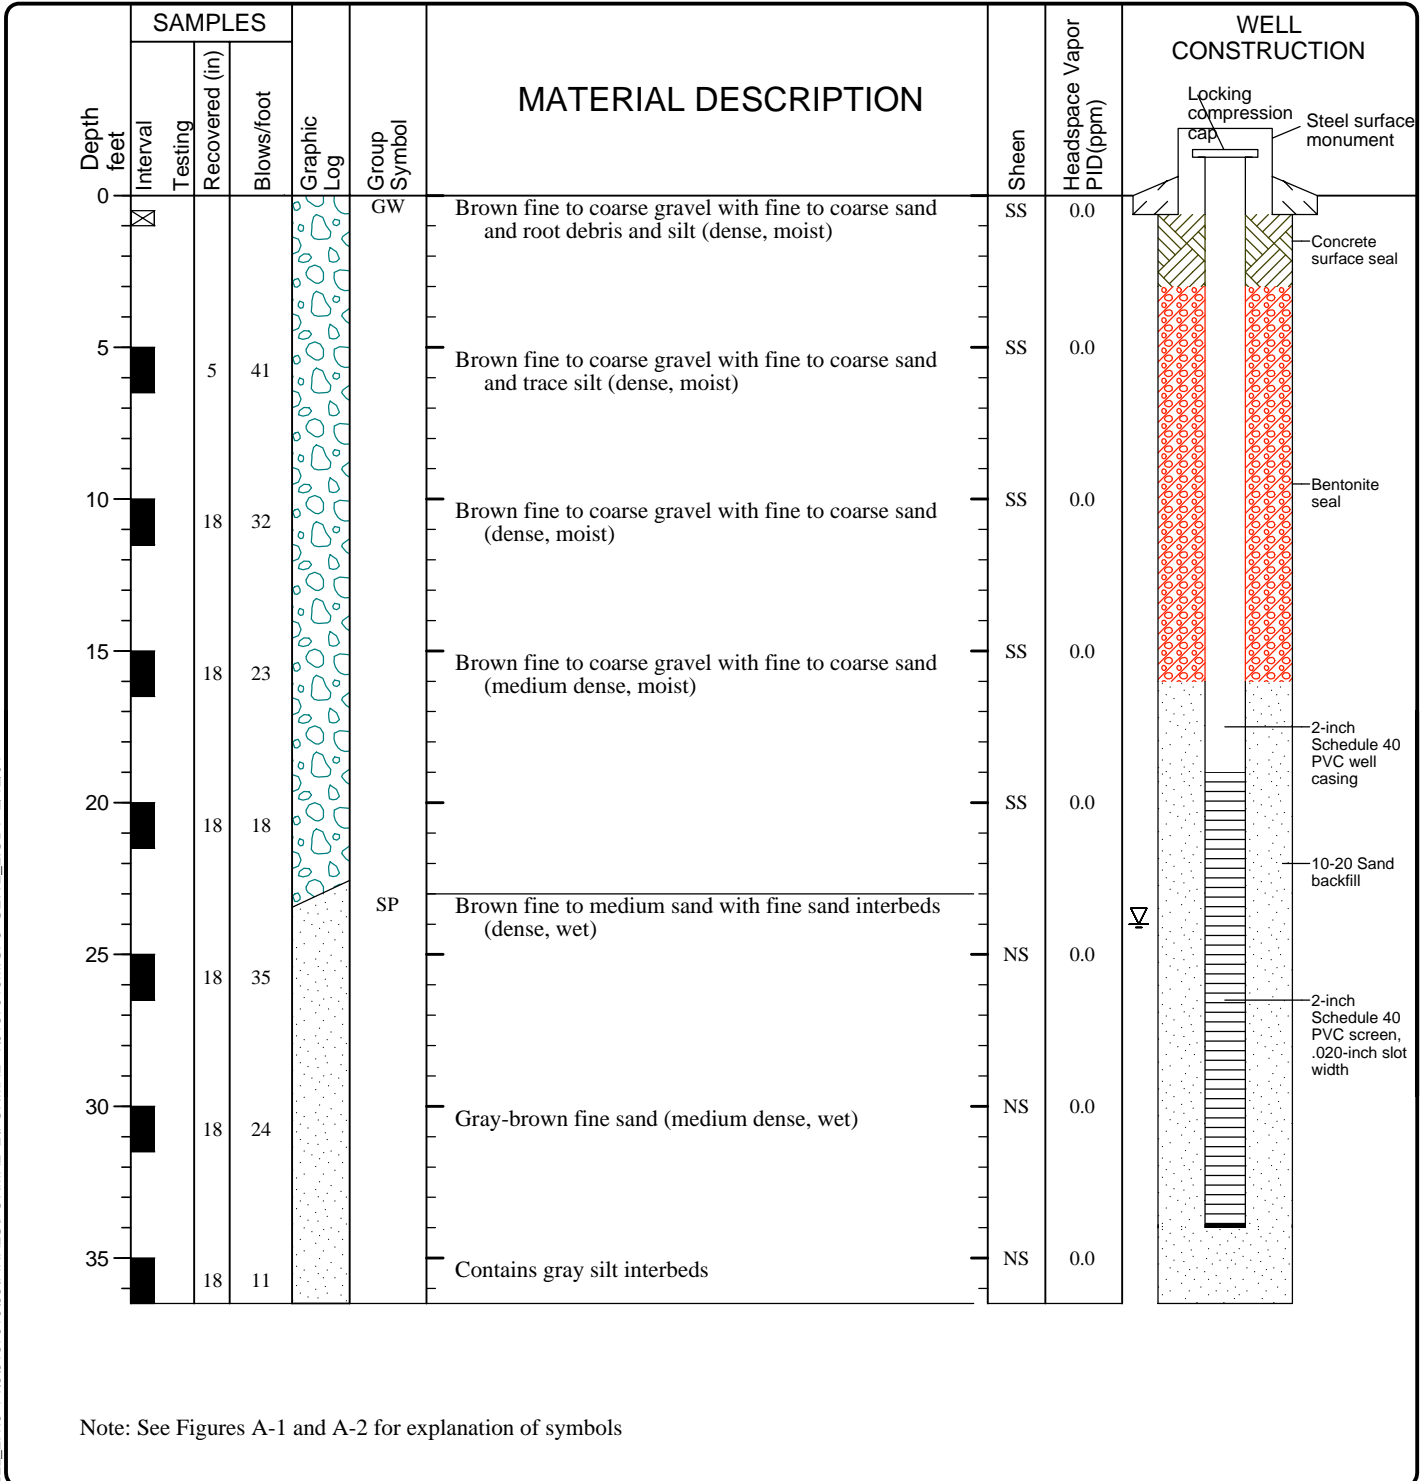 SAMPLES
Depth
feet
Interval
Testing
Recovered (in)
Blows/foot
Graphic
Log
Group
Symbol
MATERIAL DESCRIPTION
Sheen
Headspace Vapor
PID(ppm)
WELL
CONSTRUCTION
Locking
compression
cap
Steel surface
monument
0
GW
Brown fine to coarse gravel with fine to coarse sand
and root debris and silt (dense, moist)
SS
0.0
Concrete
surface seal
5
5
41
Brown fine to coarse gravel with fine to coarse sand
and trace silt (dense, moist)
SS
0.0
10
18
32
Brown fine to coarse gravel with fine to coarse sand
(dense, moist)
SS
0.0
Bentonite
seal
15
18
23
Brown fine to coarse gravel with fine to coarse sand
(medium dense, moist)
SS
0.0
2-inch
Schedule 40
PVC well
casing
20
18
18
SS
0.0
10-20 Sand
backfill
SP
Brown fine to medium sand with fine sand interbeds
(dense, wet)
25
18
35
NS
0.0
2-inch
Schedule 40
PVC screen,
.020-inch slot
width
30
18
24
Gray-brown fine sand (medium dense, wet)
NS
0.0
35
18
11
Contains gray silt interbeds
NS
0.0
Note: See Figures A-1 and A-2 for explanation of symbols